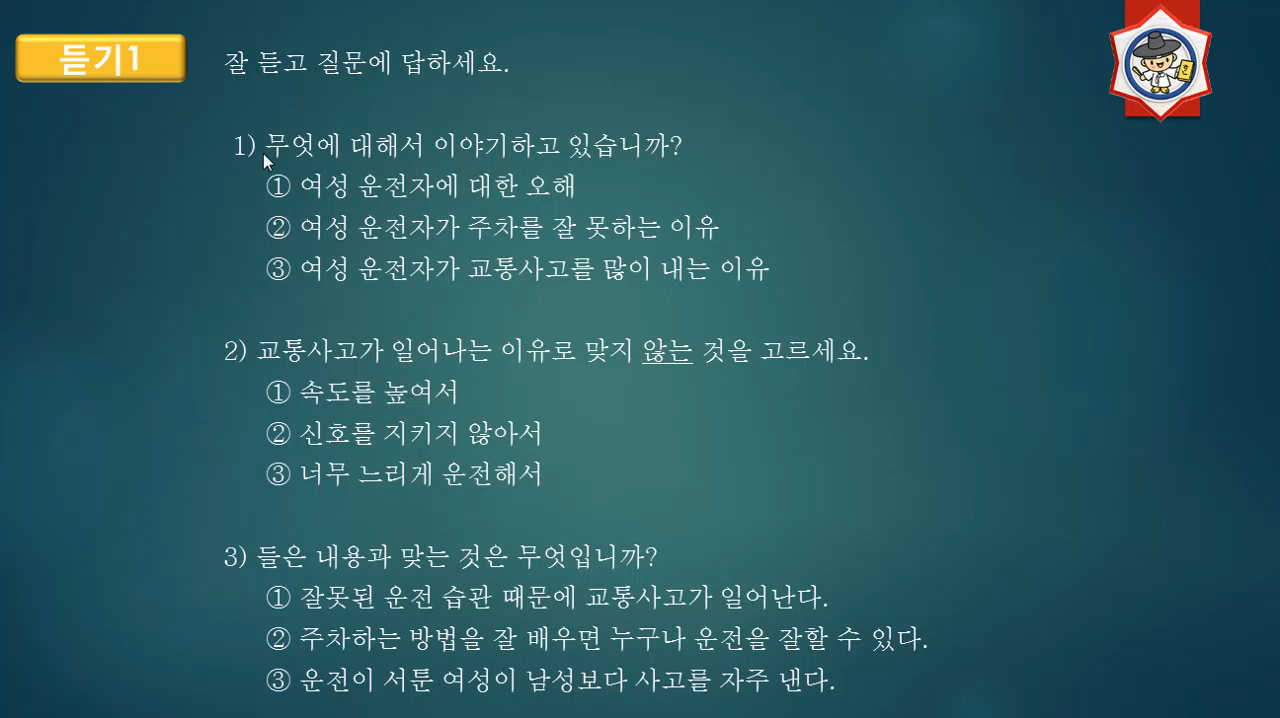 듣기1
잘 듣고 질문에 답하세요.
1) 무엇에 대해서 이야기하고 있습니까?
① 여성 운전자에 대한 오해
② 여성 운전자가 주차를 잘 못하는 이유
③ 여성 운전자가 교통사고를 많이 내는 이유
2) 교통사고가 일어나는 이유로 맞지 않는 것을 고르세요.
① 속도를 높여서
② 신호를 지키지 않아서
③ 너무 느리게 운전해서
3) 들은 내용과 맞는 것은 무엇입니까?
① 잘못된 운전 습관 때문에 교통사고가 일어난다.
② 주차하는 방법을 잘 배우면 누구나 운전을 잘할 수 있다.
③ 운전이 서툰 여성이 남성보다 사고를 자주 낸다.